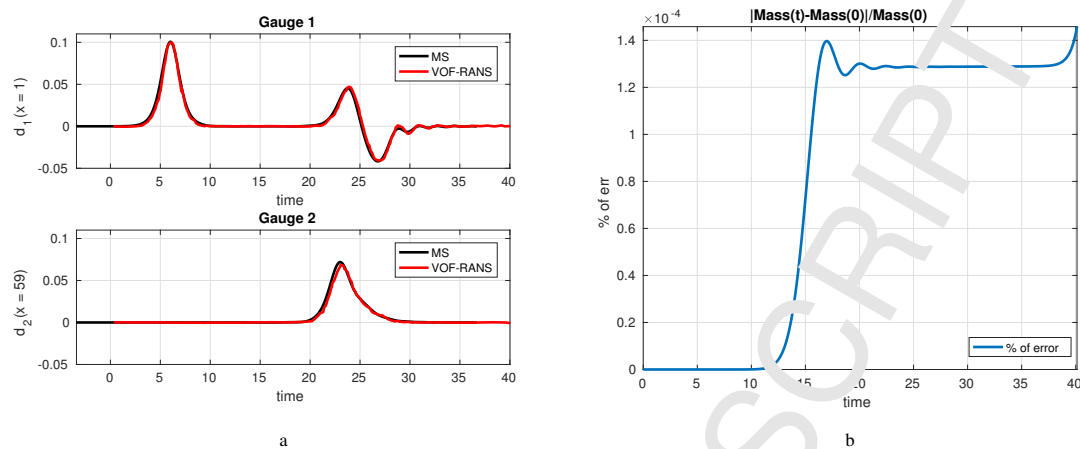 Gauge 1
0.1
0.05
0
-0.05
d1 (x = 1)
MS
VOF-RANS
0 5 10 15 20 25 30 35 40
time
Gauge 2
0.1
0.05
0
-0.05
d2 (x = 59)
MS
VOF-RANS
0 5 10 15 20 25 30 35 40
time
a
|Mass(t)-Mass(0)|/Mass(0)
×10-4
1.4
1.2
1
0.8
0.6
0.4
0.2
0
% of err
% of error
0 5 15 20 25 30 35 40
time
b
SCRIPT